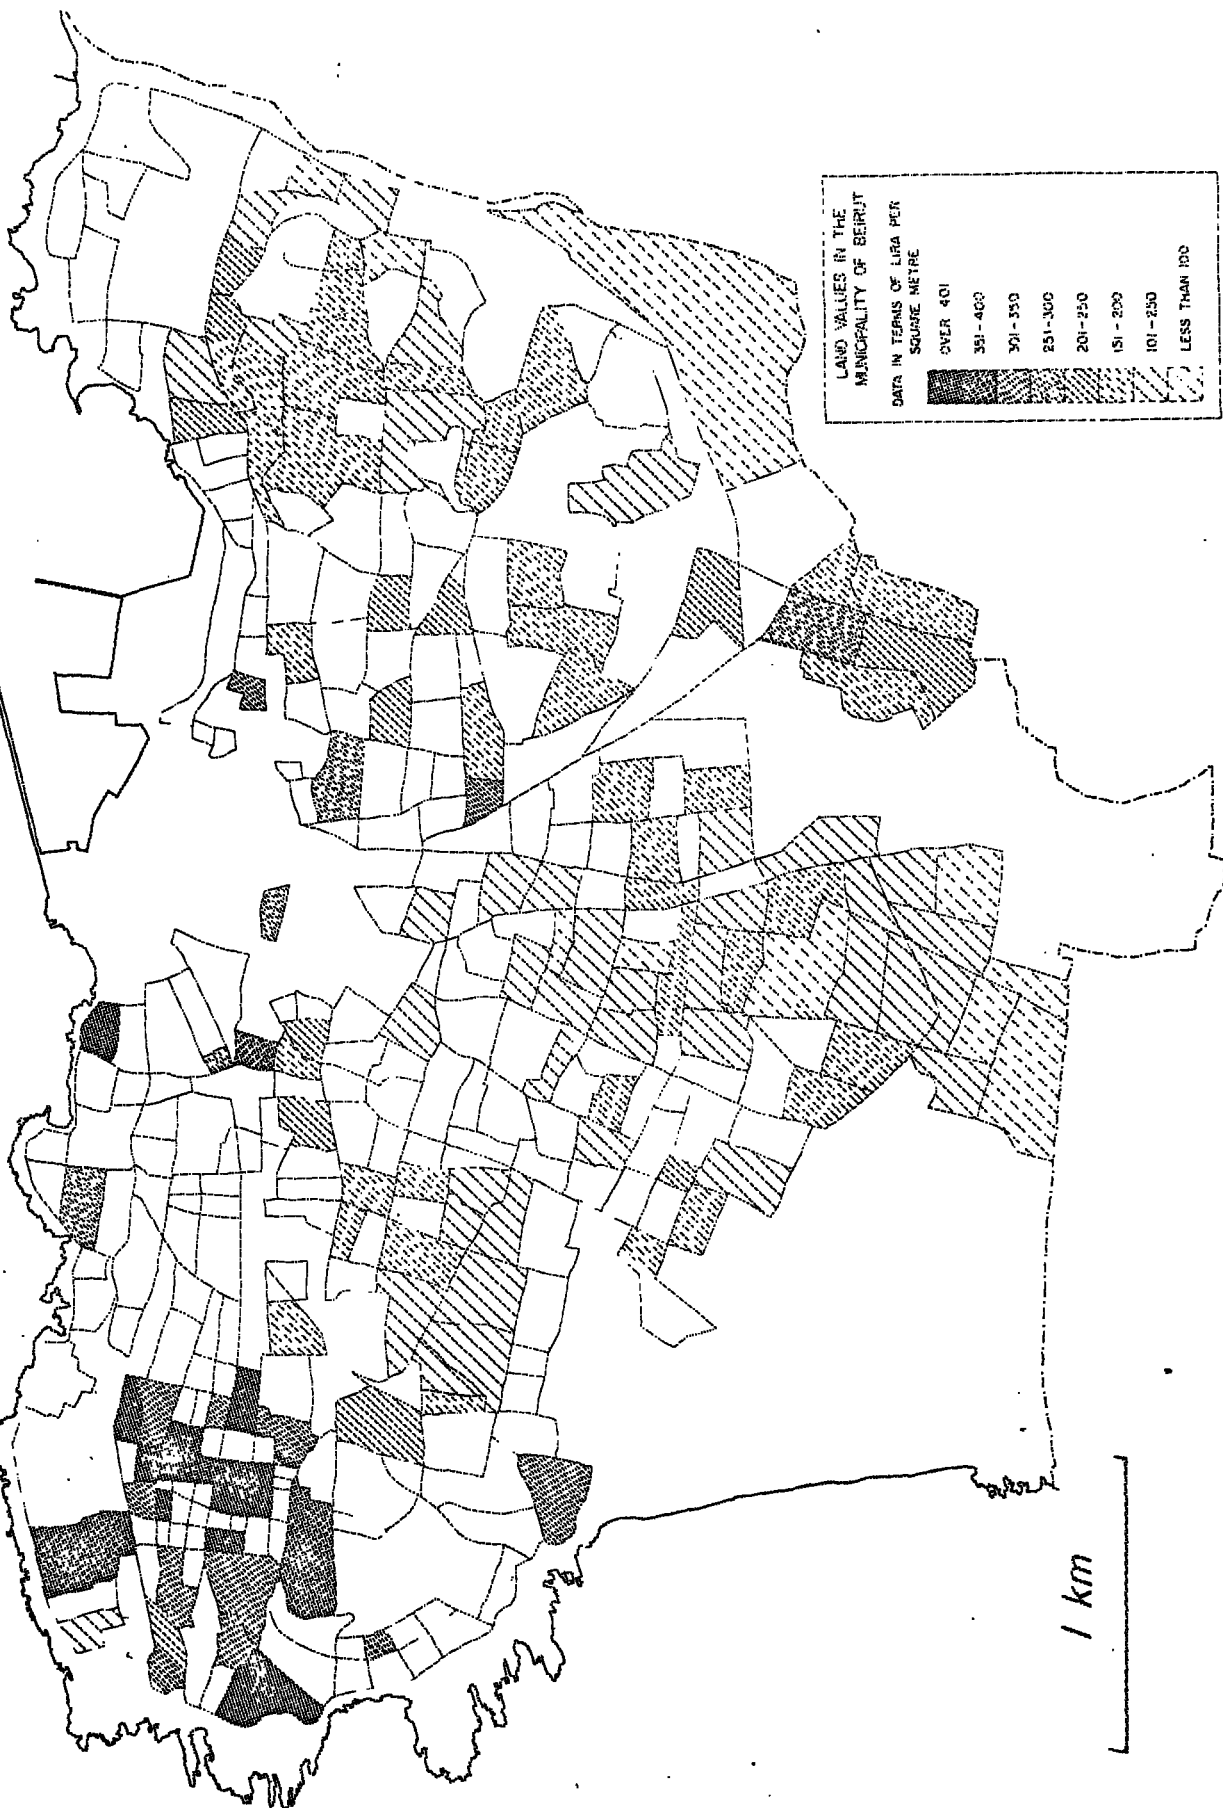 LAND VALUES IN THE
MUNICIPALITY OF BEIRUT
DATA IN TERMS OF LIRA PER
SQUARE METRE
OVER 401
351 - 400
301 - 350
251 - 300
201 - 250
151 - 200
101 - 250
LESS THAN 100
1 km